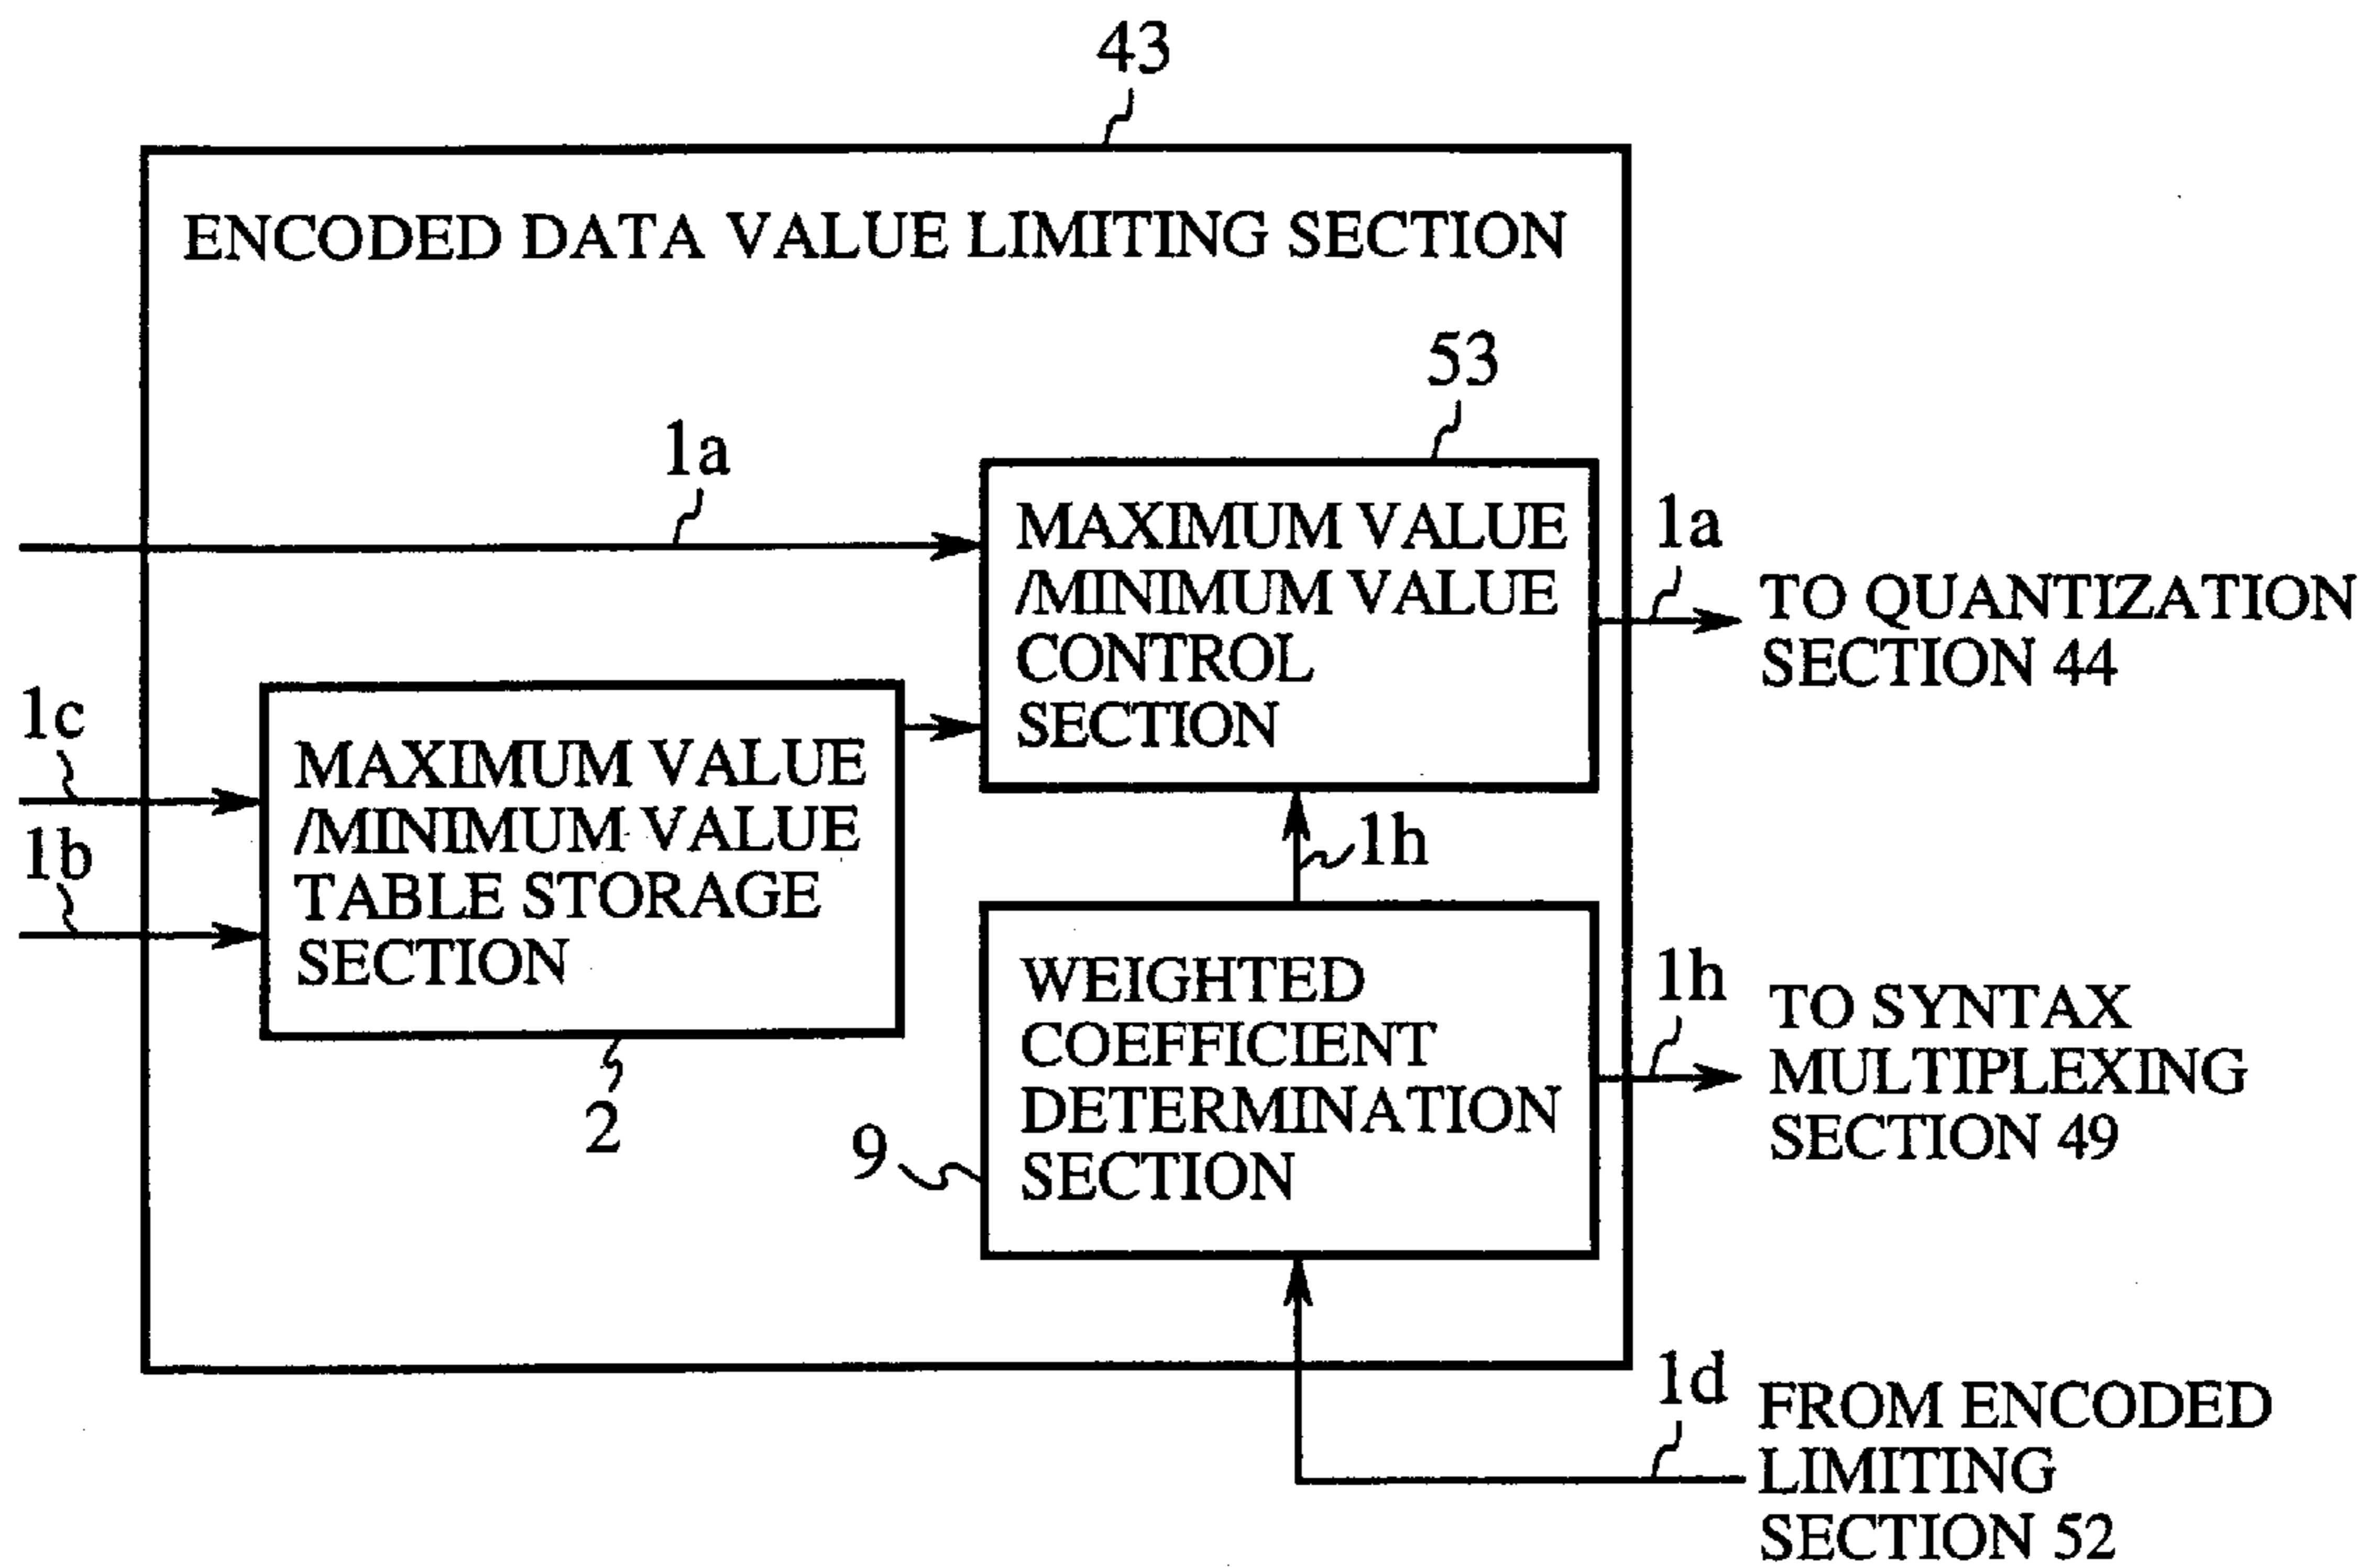 43
ENCODED DATA VALUE LIMITING SECTION
53
1a
MAXIMUM VALUE
/MINIMUM VALUE
CONTROL
SECTION
1a
TO QUANTIZATION
SECTION 44
1c
1b
MAXIMUM VALUE
/MINIMUM VALUE
TABLE STORAGE
SECTION
2
1h
9
WEIGHTED
COEFFICIENT
DETERMINATION
SECTION
1h
TO SYNTAX
MULTIPLEXING
SECTION 49
1d
FROM ENCODED
LIMITING
SECTION 52